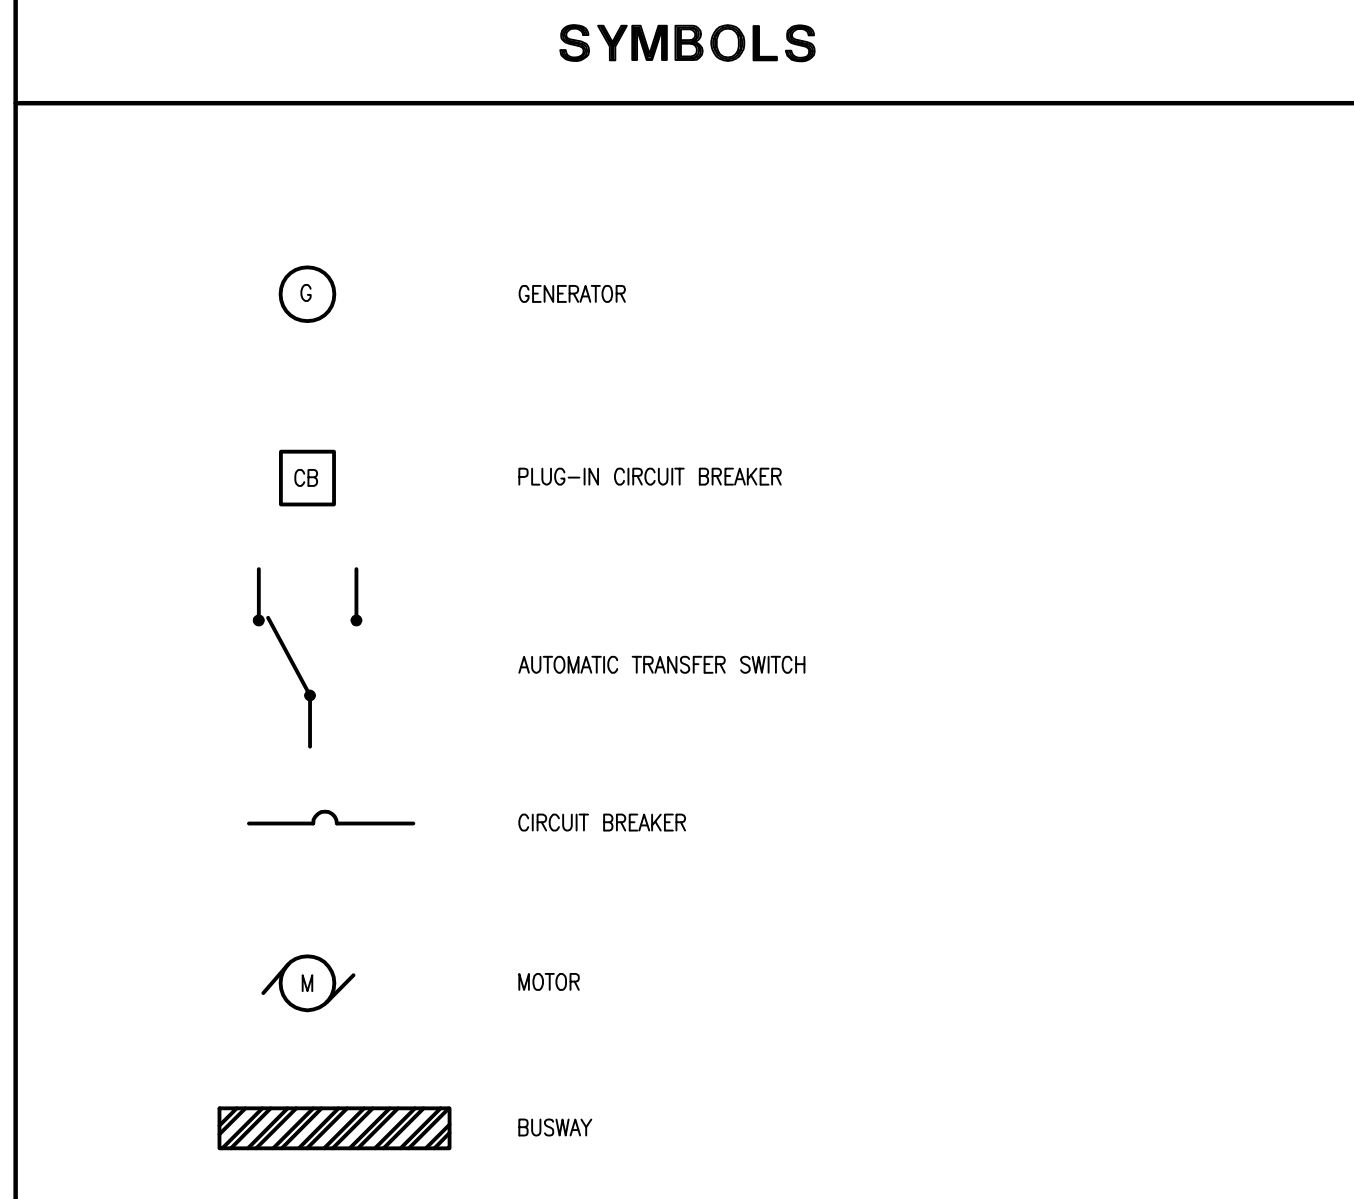 SYMBOLS
G GENERATOR
CB PLUG-IN CIRCUIT BREAKER
AUTOMATIC TRANSFER SWITCH
CIRCUIT BREAKER
M MOTOR
BUSWAY